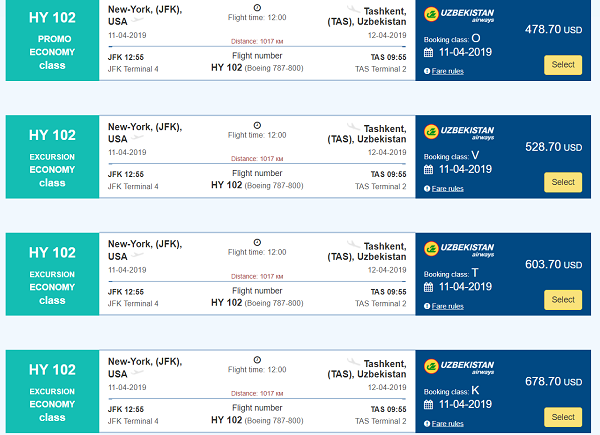 HY 102
PROMO
ECONOMY
class
New-York, (JFK),
USA
11-04-2019
JFK 12:55
JFK Terminal 4
Flight time: 12:00
Distance: 1017 км
Flight number
HY 102 (Boeing 787-800)
Tashkent,
(TAS), Uzbekistan
12-04-2019
TAS 09:55
TAS Terminal 2
UZBEKISTAN
airways
Booking class: O
11-04-2019
Fare rules
478.70 USD
Select
HY 102
EXCURSION
ECONOMY
class
New-York, (JFK),
USA
11-04-2019
JFK 12:55
JFK Terminal 4
Flight time: 12:00
Distance: 1017 км
Flight number
HY 102 (Boeing 787-800)
Tashkent,
(TAS), Uzbekistan
12-04-2019
TAS 09:55
TAS Terminal 2
UZBEKISTAN
airways
Booking class: V
11-04-2019
Fare rules
528.70 USD
Select
HY 102
EXCURSION
ECONOMY
class
New-York, (JFK),
USA
11-04-2019
JFK 12:55
JFK Terminal 4
Flight time: 12:00
Distance: 1017 км
Flight number
HY 102 (Boeing 787-800)
Tashkent,
(TAS), Uzbekistan
12-04-2019
TAS 09:55
TAS Terminal 2
UZBEKISTAN
airways
Booking class: T
11-04-2019
Fare rules
603.70 USD
Select
HY 102
EXCURSION
ECONOMY
class
New-York, (JFK),
USA
11-04-2019
JFK 12:55
JFK Terminal 4
Flight time: 12:00
Distance: 1017 км
Flight number
HY 102 (Boeing 787-800)
Tashkent,
(TAS), Uzbekistan
12-04-2019
TAS 09:55
TAS Terminal 2
UZBEKISTAN
airways
Booking class: K
11-04-2019
Fare rules
678.70 USD
Select